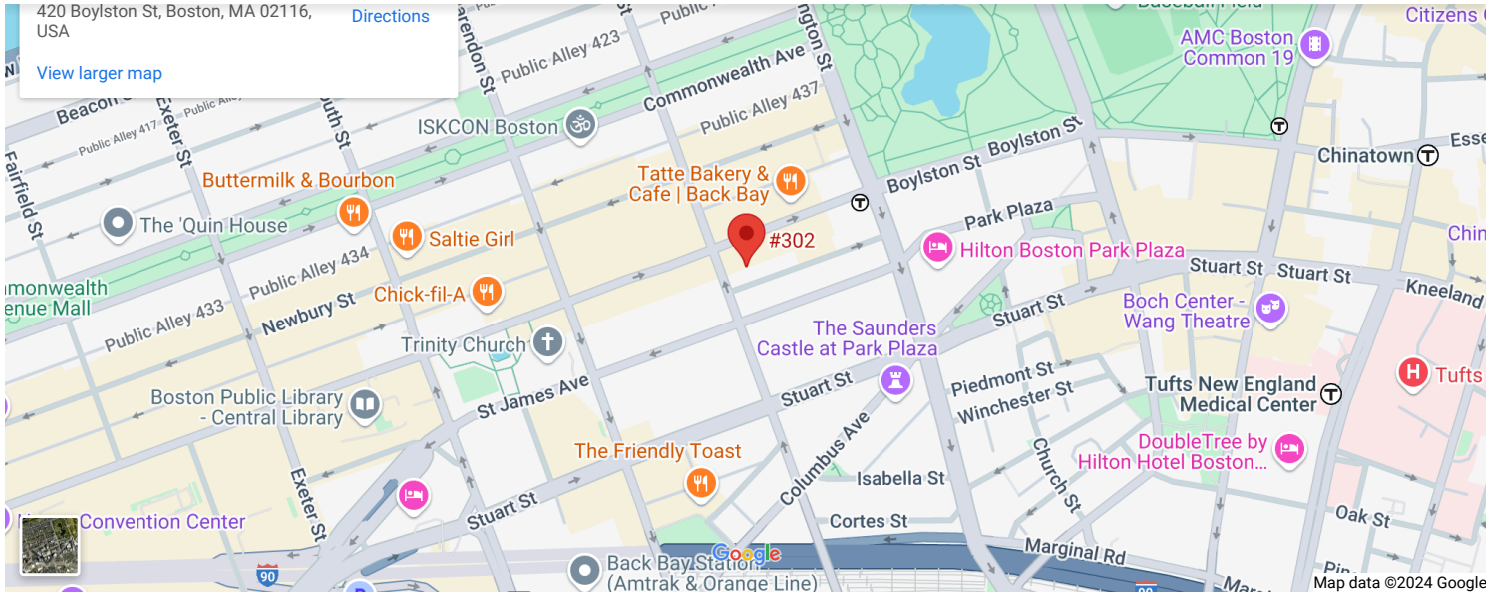 420 Boylston St, Boston, MA 02116,
USA
Directions
View larger map
Public Alley 423
Commonwealth Ave
Public Alley 437
Citizens
AMC Boston
Common 19
Beacon
Public Alley 417
Exeter St
Fairfield St
ISKCON Boston
Boylston St
Boylston St
Chinatown
Esse
Buttermilk & Bourbon
Tatte Bakery &
Cafe | Back Bay
The 'Quin House
Saltie Girl
#302
Park Plaza
Hilton Boston Park Plaza
Chin
Public Alley 434
Chick-fil-A
Stuart St
Stuart St
Kneeland
monwealth
enue Mall
Public Alley 433
Newbury St
Stuart St
Boch Center -
Wang Theatre
The Saunders
Castle at Park Plaza
Trinity Church
St James Ave
Stuart St
Piedmont St
Winchester St
Tufts New England
Medical Center
Tufts
H
Boston Public Library
- Central Library
The Friendly Toast
Columbus Ave
Church St
DoubleTree by
Hilton Hotel Boston...
Isabella St
Exeter St
Stuart St
Convention Center
Cortes St
Oak St
Marginal Rd
Google
90
Back Bay Station
(Amtrak & Orange Line)
90
Map data ©2024 Google